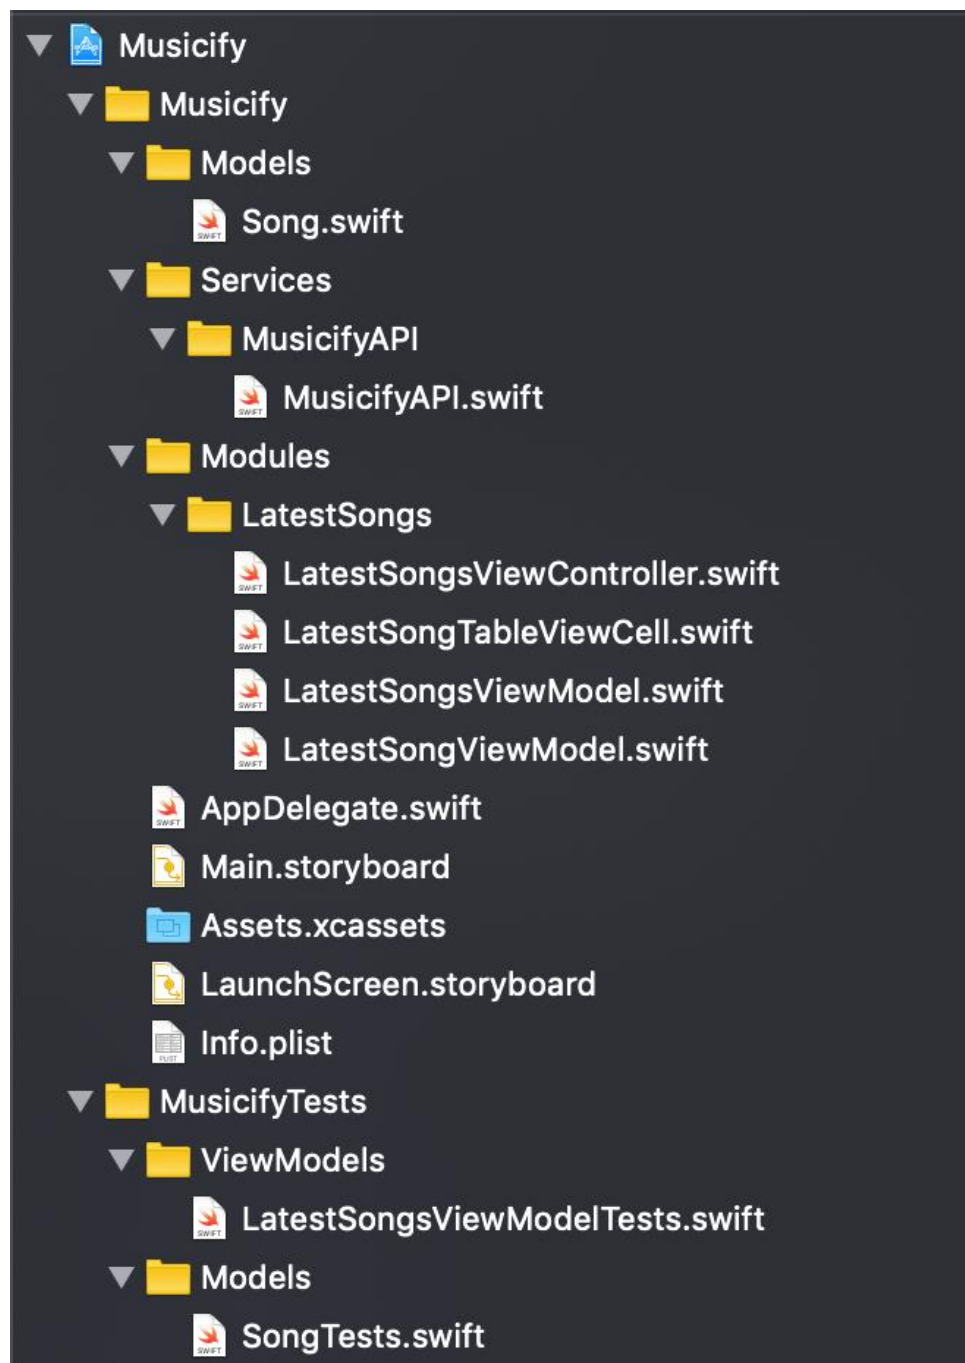 Musicify
Musicify
Models
Song.swift
Services
MusicifyAPI
MusicifyAPI.swift
Modules
LatestSongs
LatestSongsViewController.swift
LatestSongTableViewCell.swift
LatestSongsViewModel.swift
LatestSongViewModel.swift
AppDelegate.swift
Main.storyboard
Assets.xcassets
LaunchScreen.storyboard
Info.plist
MusicifyTests
ViewModels
LatestSongsViewModelTests.swift
Models
SongTests.swift